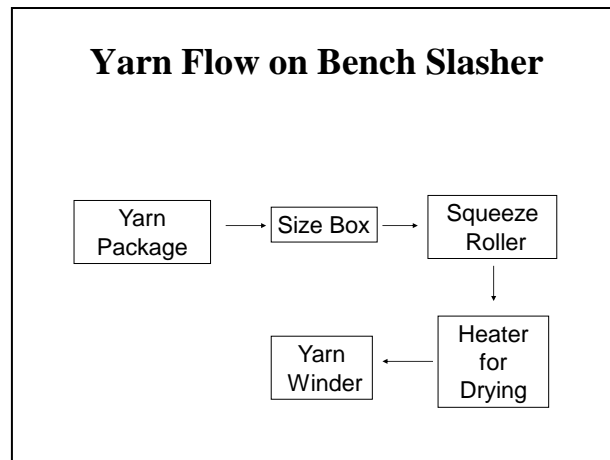 Yarn Flow on Bench Slasher
Yarn
Package
Size Box
Squeeze
Roller
Heater
for
Drying
Yarn
Winder